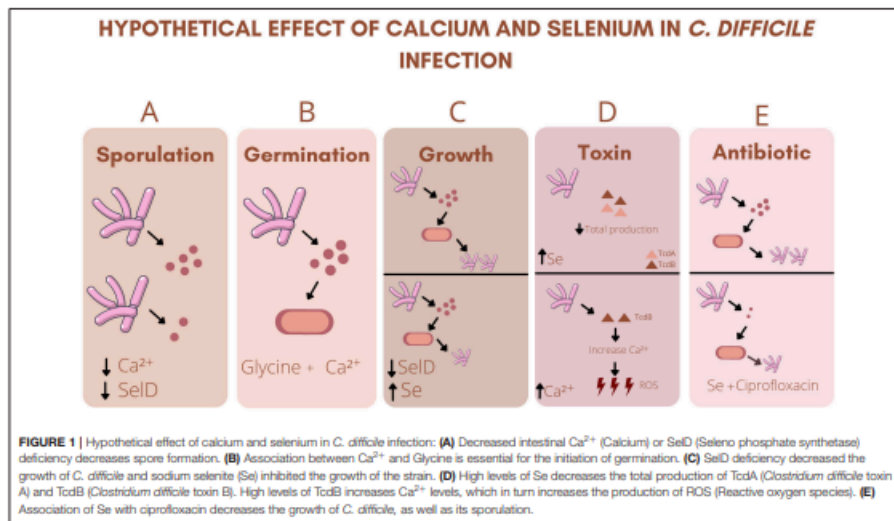 HYPOTHETICAL EFFECT OF CALCIUM AND SELENIUM IN C. DIFFICILE
INFECTION
A
Sporulation
↓ Ca²⁺
↓ SelD
B
Germination
Glycine + Ca²⁺
C
Growth
↓SelD
↑ Se
D
Toxin
↓Total production
↑Se
TcdA
TcdB
TcdB
Increase Ca²⁺
↑Ca²⁺
ROS
E
Antibiotic
Se +Ciprofloxacin
FIGURE 1 | Hypothetical effect of calcium and selenium in C. difficile infection: (A) Decreased intestinal Ca²⁺ (Calcium) or SelD (Seleno phosphate synthetase)
deficiency decreases spore formation. (B) Association between Ca²⁺ and Glycine is essential for the initiation of germination. (C) SelD deficiency decreased the
growth of C. difficile and sodium selenite (Se) inhibited the growth of the strain. (D) High levels of Se decreases the total production of TcdA (Clostridium difficile toxin
A) and TcdB (Clostridium difficile toxin B). High levels of TcdB increases Ca²⁺ levels, which in turn increases the production of ROS (Reactive oxygen species). (E)
Association of Se with ciprofloxacin decreases the growth of C. difficile, as well as its sporulation.